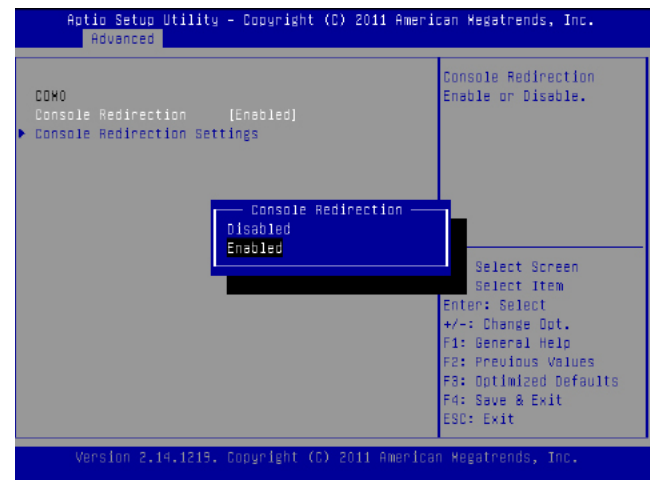 Aptio Setup Utility - Copyright (C) 2011 American Megatrends, Inc.
Advanced
COM0
Console Redirection [Enabled]
Console Redirection Settings
Console Redirection
Enable or Disable.
Console Redirection
Disabled
Enabled
Select Screen
Select Item
Enter: Select
+/-: Change Opt.
F1: General Help
F2: Previous Values
F3: Optimized Defaults
F4: Save & Exit
ESC: Exit
Version 2.14.1219. Copyright (C) 2011 American Megatrends, Inc.